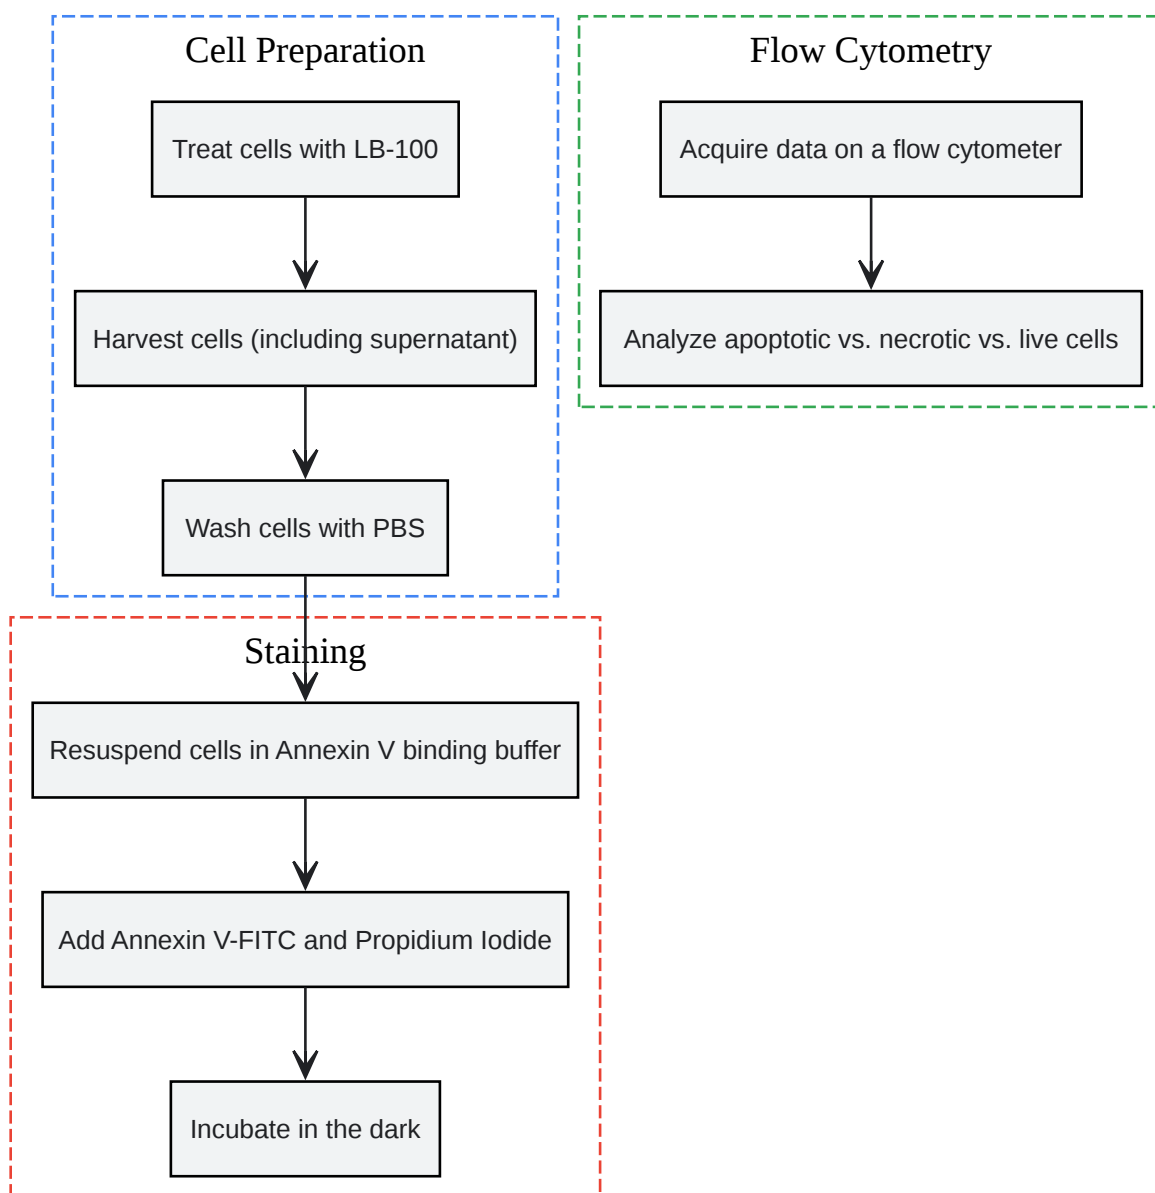 Cell Preparation
Treat cells with LB-100
Harvest cells (including supernatant)
Wash cells with PBS
Staining
Resuspend cells in Annexin V binding buffer
Add Annexin V-FITC and Propidium Iodide
Incubate in the dark
Flow Cytometry
Acquire data on a flow cytometer
Analyze apoptotic vs. necrotic vs. live cells